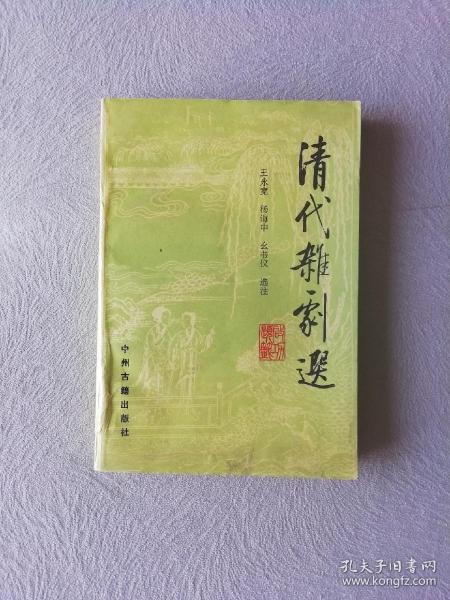 清代雜劇選
王永宽 杨海中 幺书仪 选注
中州古籍出版社
孔夫子旧书网
www.kongfz.com